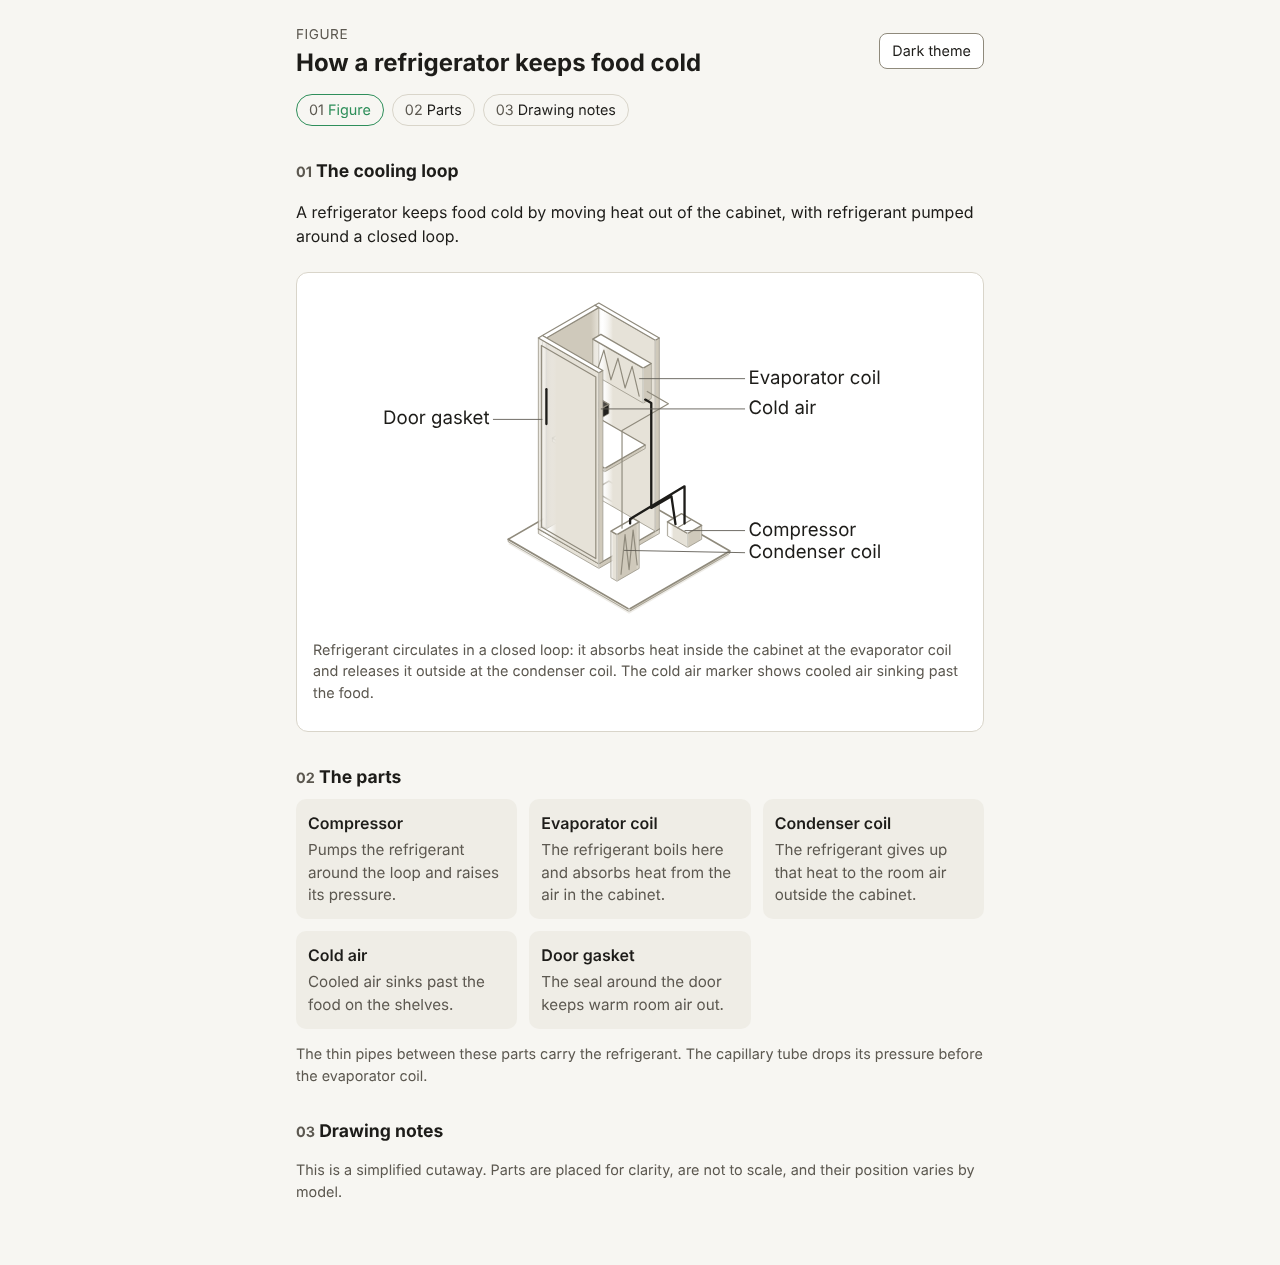 FIGURE
How a refrigerator keeps food cold
Dark theme
01 Figure
02 Parts
03 Drawing notes
01 The cooling loop
A refrigerator keeps food cold by moving heat out of the cabinet, with refrigerant pumped
around a closed loop.
Evaporator coil
Cold air
Door gasket
Compressor
Condenser coil
Refrigerant circulates in a closed loop: it absorbs heat inside the cabinet at the evaporator coil
and releases it outside at the condenser coil. The cold air marker shows cooled air sinking past
the food.
02 The parts
Compressor
Pumps the refrigerant
around the loop and raises
its pressure.
Evaporator coil
The refrigerant boils here
and absorbs heat from the
air in the cabinet.
Condenser coil
The refrigerant gives up
that heat to the room air
outside the cabinet.
Cold air
Cooled air sinks past the
food on the shelves.
Door gasket
The seal around the door
keeps warm room air out.
The thin pipes between these parts carry the refrigerant. The capillary tube drops its pressure before
the evaporator coil.
03 Drawing notes
This is a simplified cutaway. Parts are placed for clarity, are not to scale, and their position varies by
model.